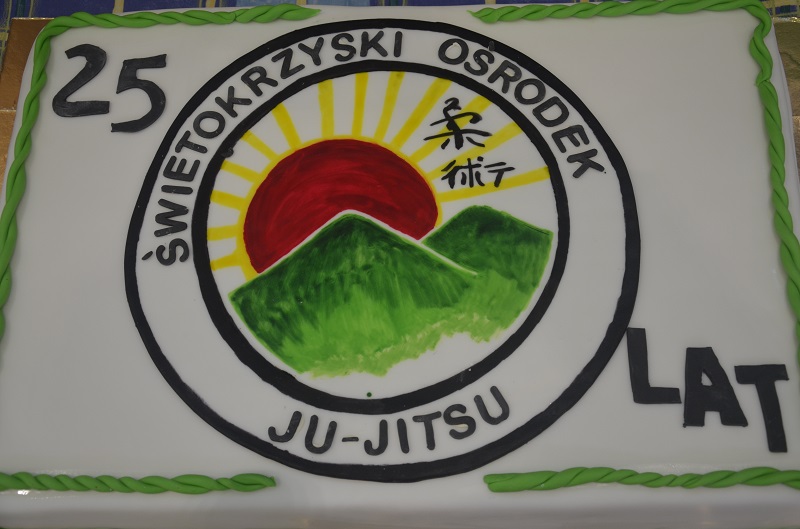 25
ŚWIETOKRZYSKI OŚRODEK
柔
術
JU-JITSU
LAT